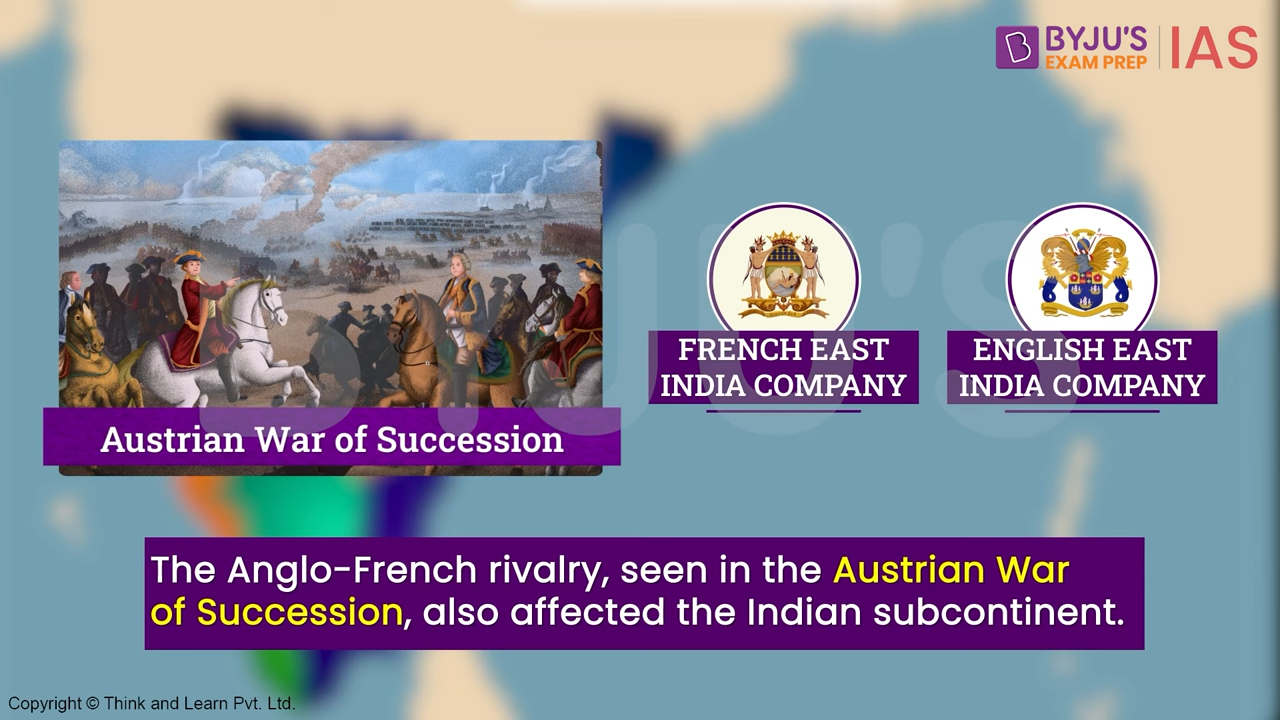 BYJU'S
EXAM PREP
IAS
BYJU'S
Austrian War of Succession
FRENCH EAST
INDIA COMPANY
ENGLISH EAST
INDIA COMPANY
The Anglo-French rivalry, seen in the Austrian War
of Succession, also affected the Indian subcontinent.
Copyright © Think and Learn Pvt. Ltd.